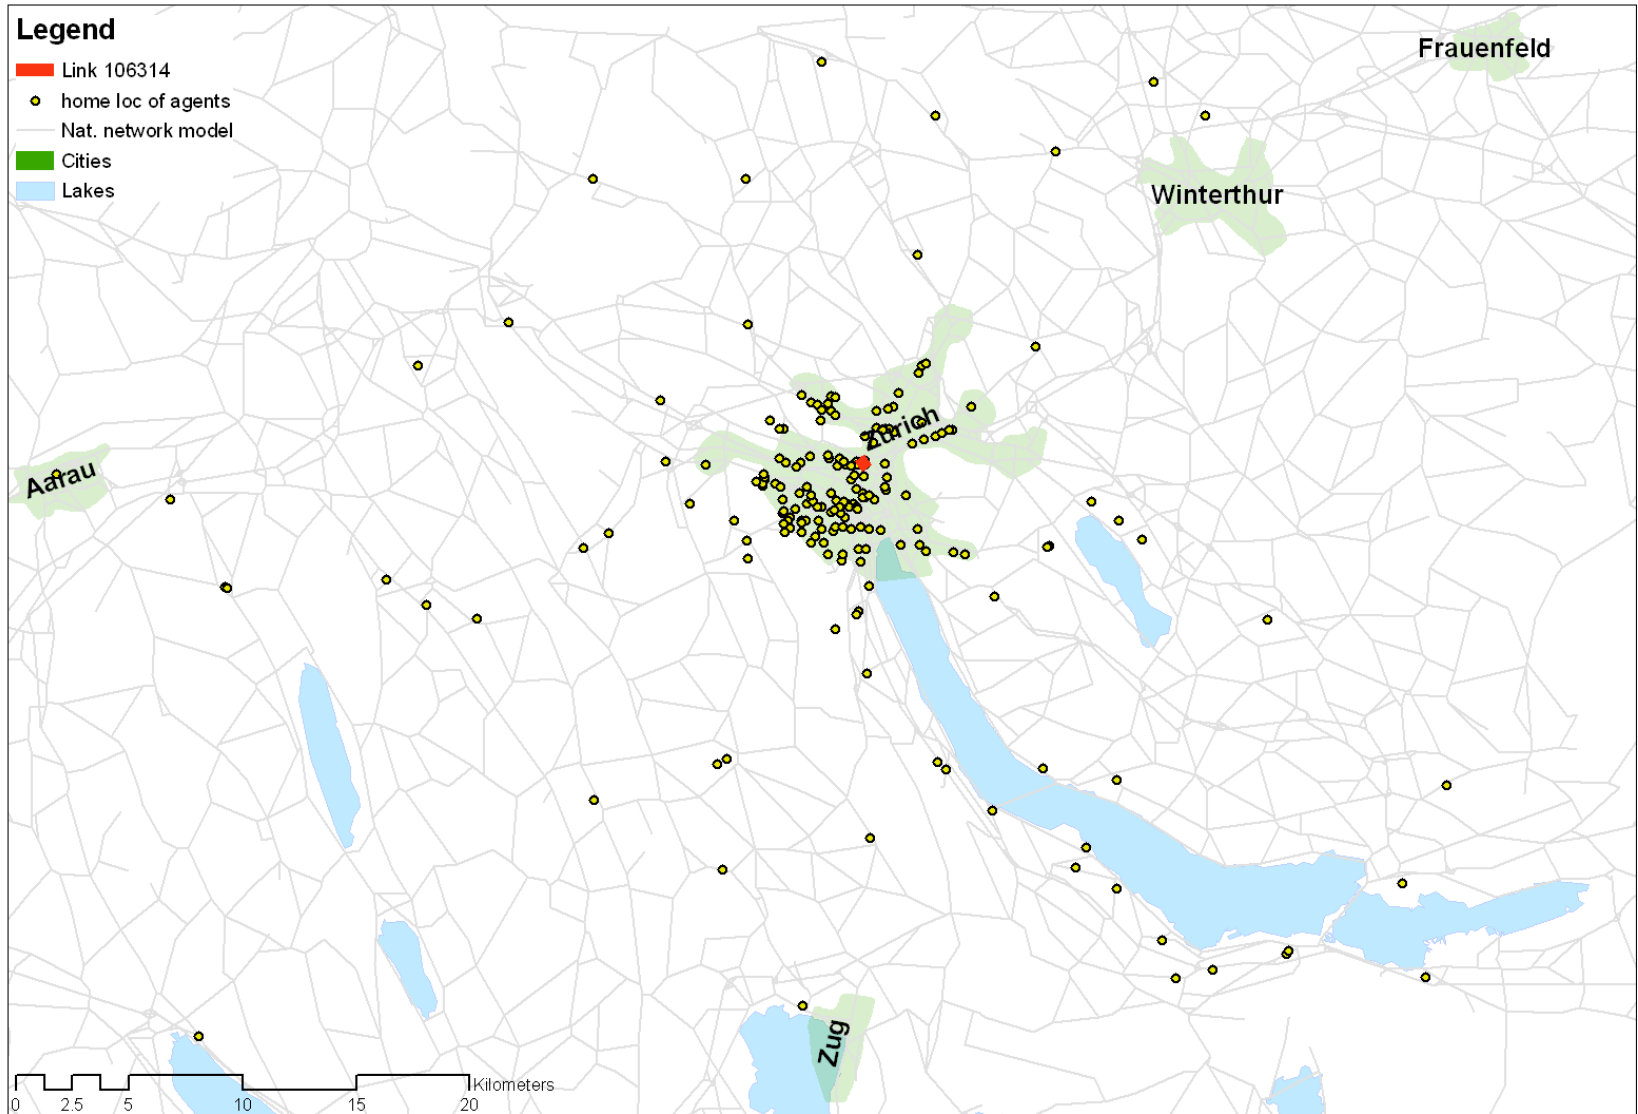 Legend
Link 106314
home loc of agents
Nat. network model
Cities
Lakes
Frauenfeld
Winterthur
Zürich
Aarau
Zug
Kilometers
0 2.5 5 10 15 20